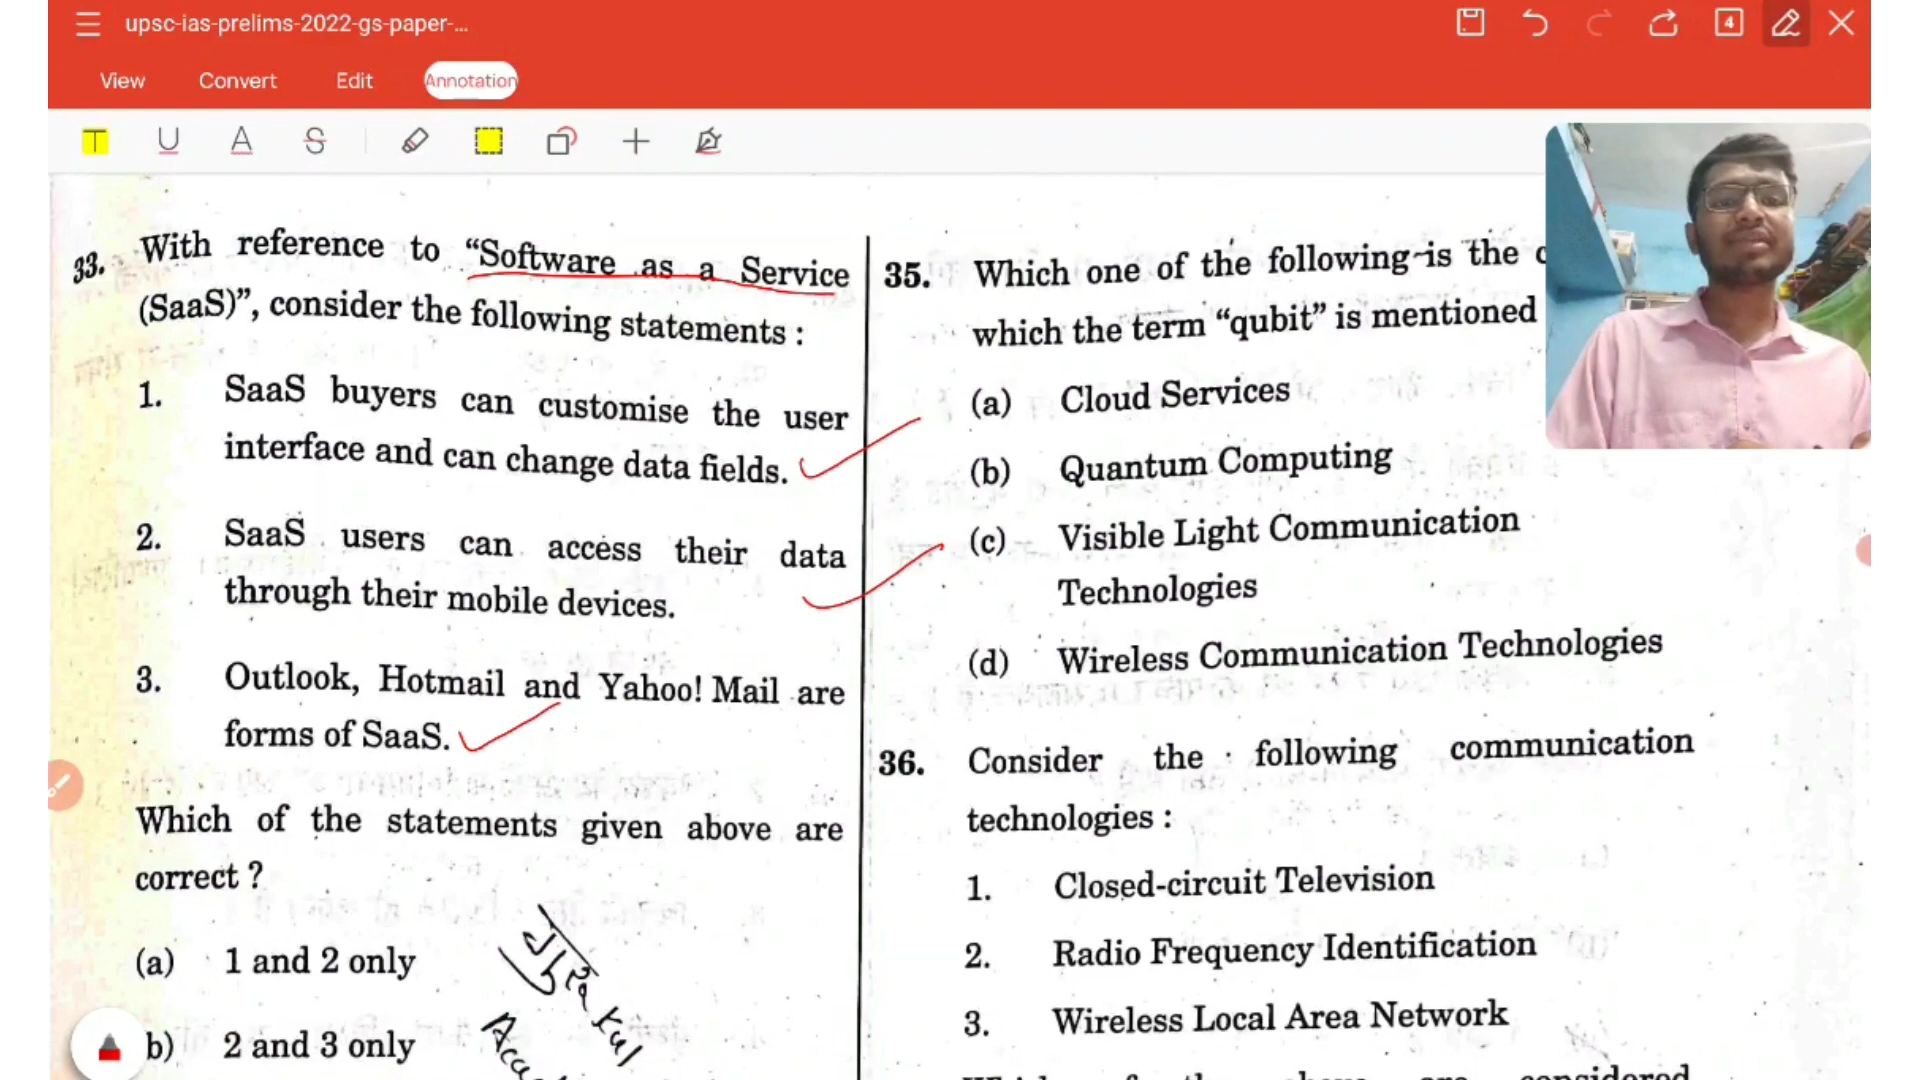 upsc-ias-prelims-2022-gs-paper-...
4
View Convert Edit Annotation
T U A S
33. With reference to “Software as a Service
(SaaS)”, consider the following statements :
1. SaaS buyers can customise the user
interface and can change data fields.
2. SaaS users can access their data
through their mobile devices.
3. Outlook, Hotmail and Yahoo! Mail are
forms of SaaS.
Which of the statements given above are
correct ?
(a) 1 and 2 only
b) 2 and 3 only
35. Which one of the following is the
which the term “qubit” is mentioned
(a) Cloud Services
(b) Quantum Computing
(c) Visible Light Communication
Technologies
(d) Wireless Communication Technologies
36. Consider the following communication
technologies :
1. Closed-circuit Television
2. Radio Frequency Identification
3. Wireless Local Area Network